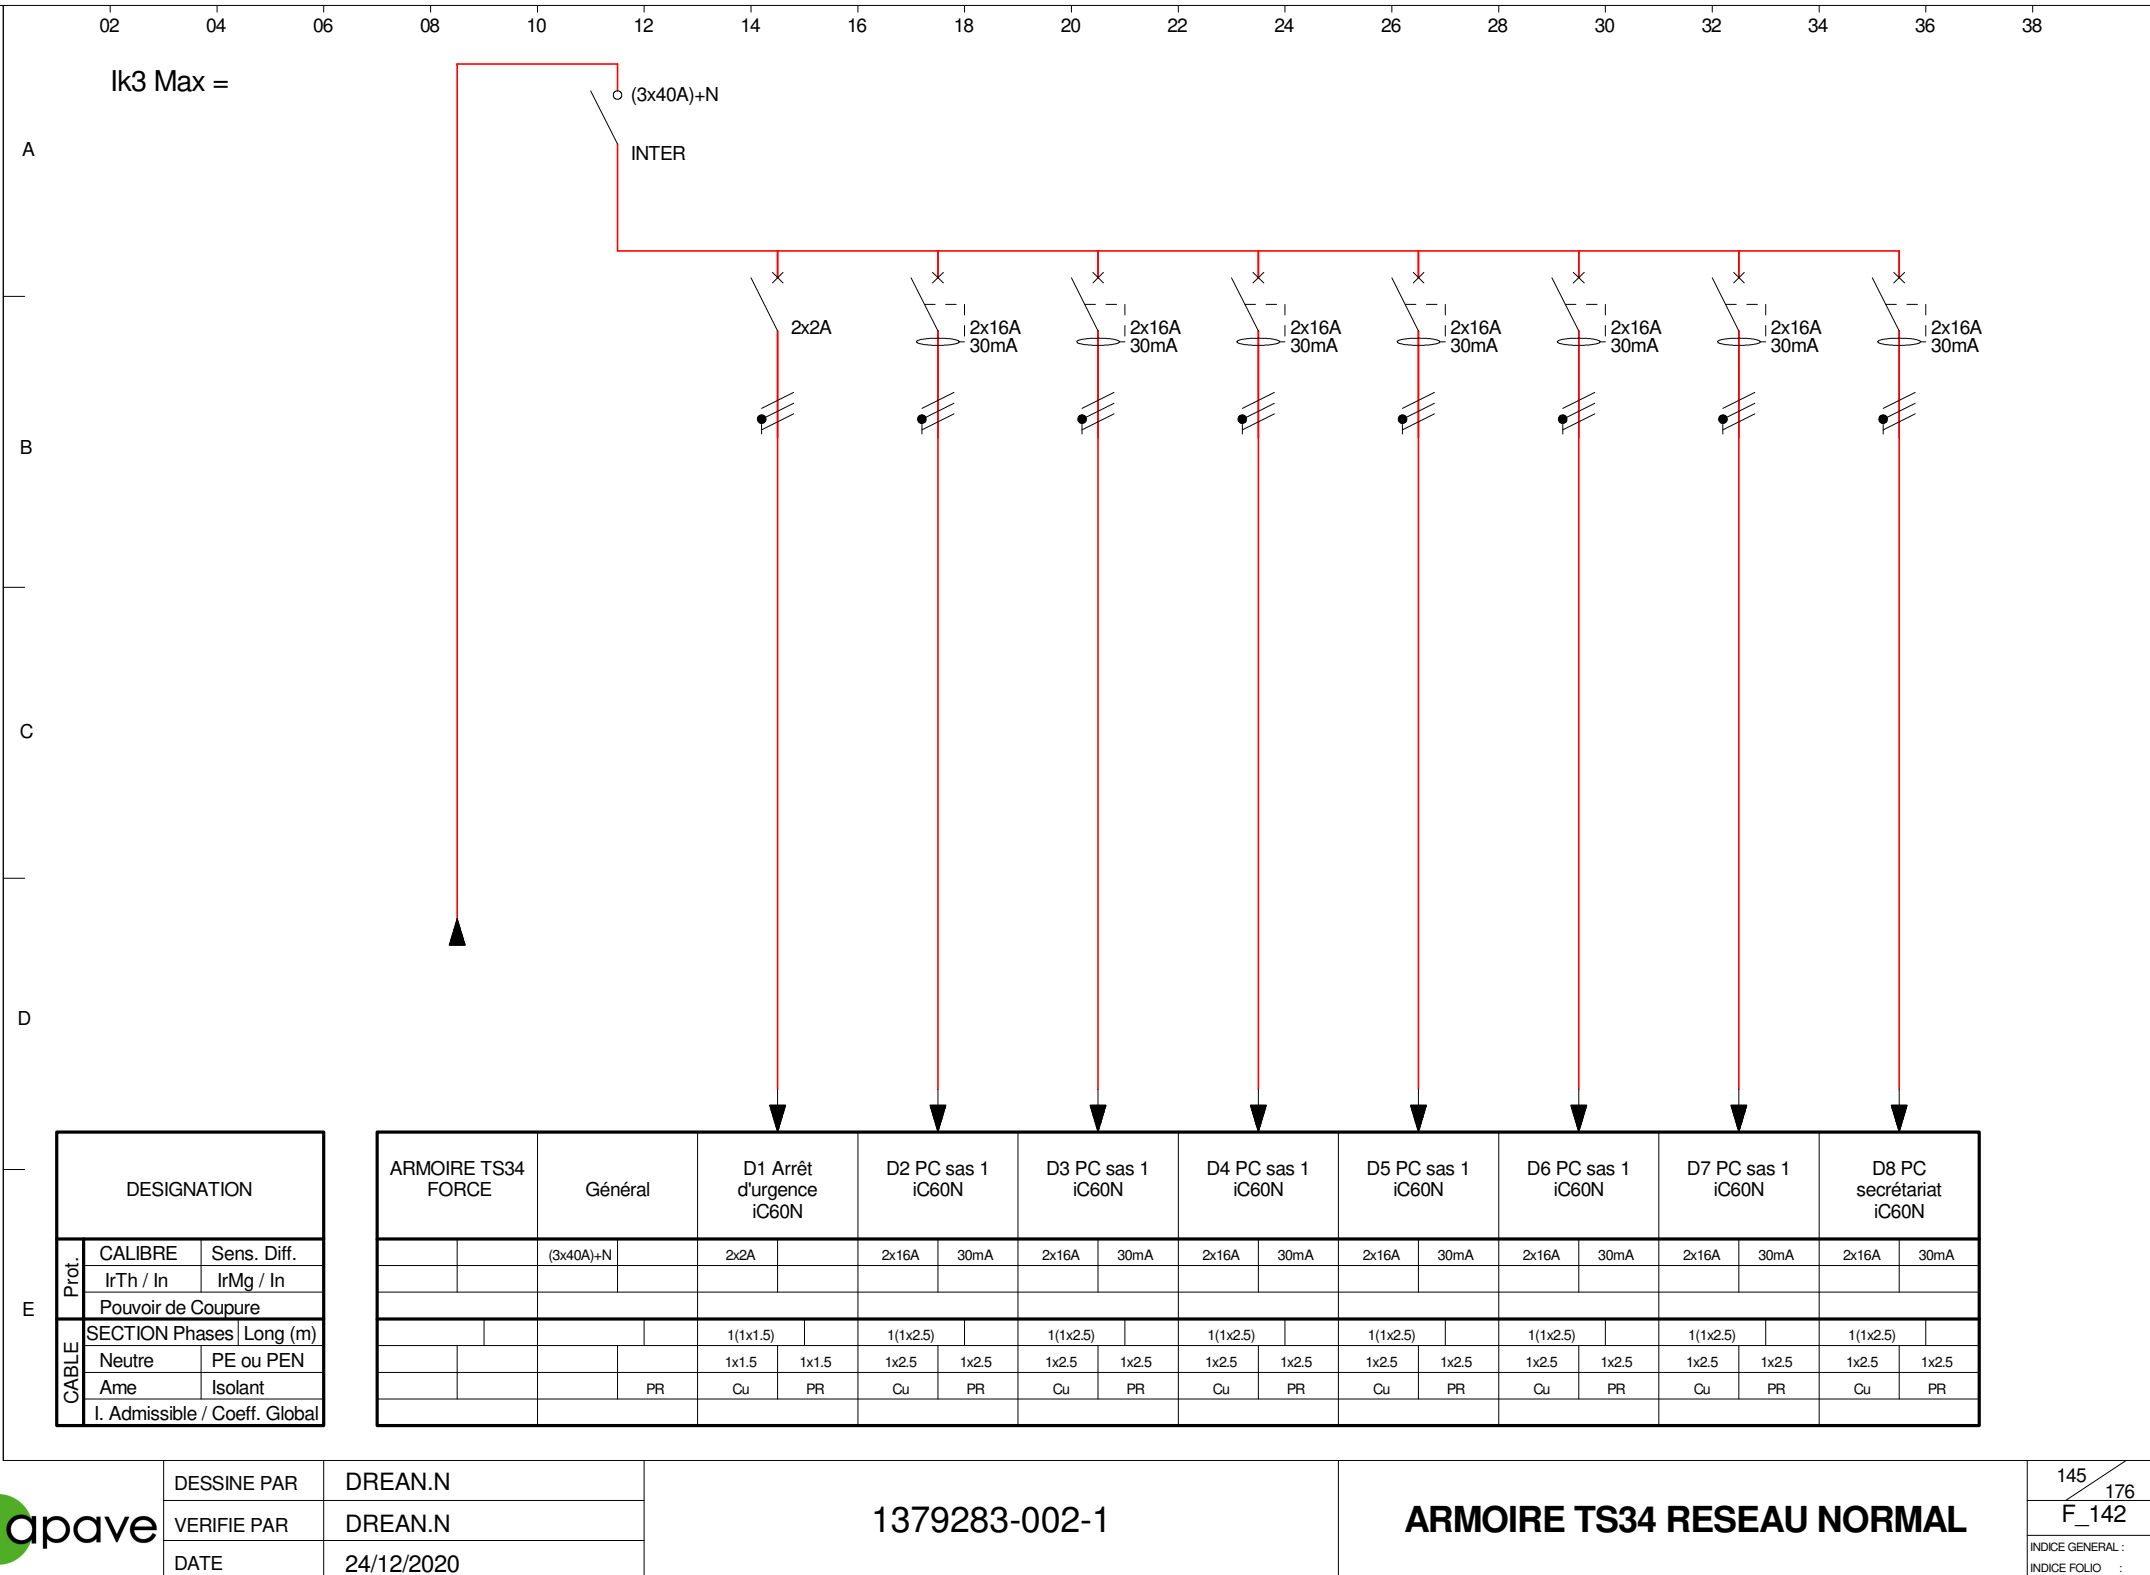 02 04 06 08 10 12 14 16 18 20 22 24 26 28 30 32 34 36 38
Ik3 Max =
(3x40A)+N
A
INTER
2x2A
2x16A 2x16A 2x16A 2x16A 2x16A 2x16A 2x16A
30mA 30mA 30mA 30mA 30mA 30mA 30mA
B
C
D
E
DESIGNATION
Prot.
CALIBRE Sens. Diff.
IrTh / In IrMg / In
Pouvoir de Coupure
CABLE
SECTION Phases Long (m)
Neutre PE ou PEN
Ame Isolant
I. Admissible / Coeff. Global
ARMOIRE TS34
FORCE
Général
D1 Arrêt
d'urgence
iC60N
D2 PC sas 1
iC60N
D3 PC sas 1
iC60N
D4 PC sas 1
iC60N
D5 PC sas 1
iC60N
D6 PC sas 1
iC60N
D7 PC sas 1
iC60N
D8 PC
secrétariat
iC60N
(3x40A)+N 2x2A 2x16A 30mA 2x16A 30mA 2x16A 30mA 2x16A 30mA 2x16A 30mA 2x16A 30mA 2x16A 30mA
1(1x1.5) 1(1x2.5) 1(1x2.5) 1(1x2.5) 1(1x2.5) 1(1x2.5) 1(1x2.5) 1(1x2.5)
1x1.5 1x1.5 1x2.5 1x2.5 1x2.5 1x2.5 1x2.5 1x2.5 1x2.5 1x2.5 1x2.5 1x2.5 1x2.5 1x2.5 1x2.5 1x2.5
PR Cu PR Cu PR Cu PR Cu PR Cu PR Cu PR Cu PR Cu PR
apave
DESSINE PAR DREAN.N
VERIFIE PAR DREAN.N
DATE 24/12/2020
1379283-002-1
ARMOIRE TS34 RESEAU NORMAL
145
176
F_142
INDICE GENERAL :
INDICE FOLIO :